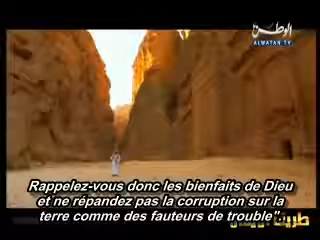 الوطن
ALWATAN TV
Rappelez-vous donc les bienfaits de Dieu
et ne répandez pas la corruption sur la
terre comme des fauteurs de trouble".